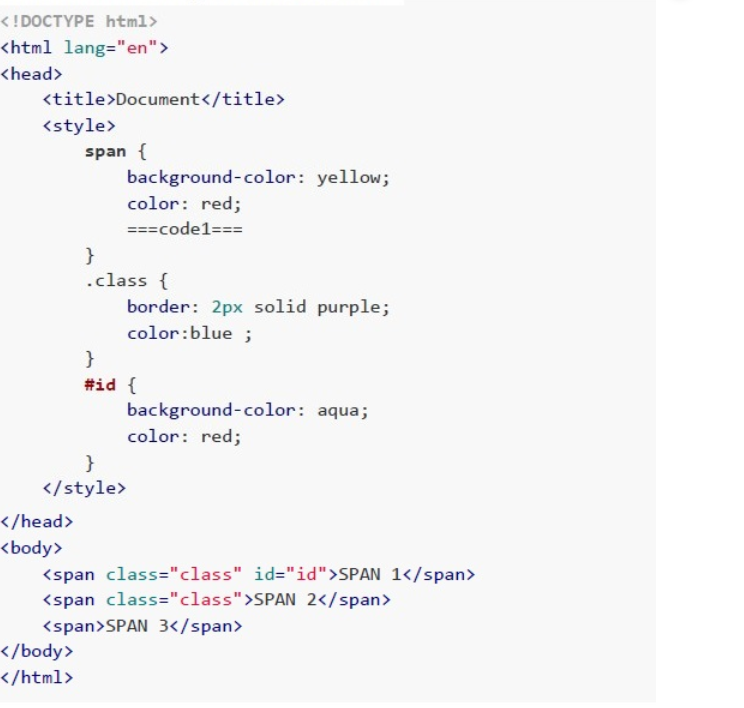 <!DOCTYPE html>
<html lang="en">
<head>
    <title>Document</title>
    <style>
        span {
            background-color: yellow;
            color: red;
            ===code1===
        }
        .class {
            border: 2px solid purple;
            color:blue ;
        }
        #id {
            background-color: aqua;
            color: red;
        }
    </style>
</head>
<body>
    <span class="class" id="id">SPAN 1</span>
    <span class="class">SPAN 2</span>
    <span>SPAN 3</span>
</body>
</html>